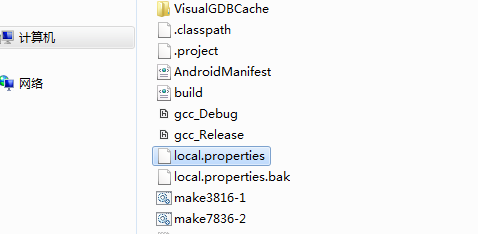 计算机
网络
VisualGDBCache
.classpath
.project
AndroidManifest
build
gcc_Debug
gcc_Release
local.properties
local.properties.bak
make3816-1
make7836-2